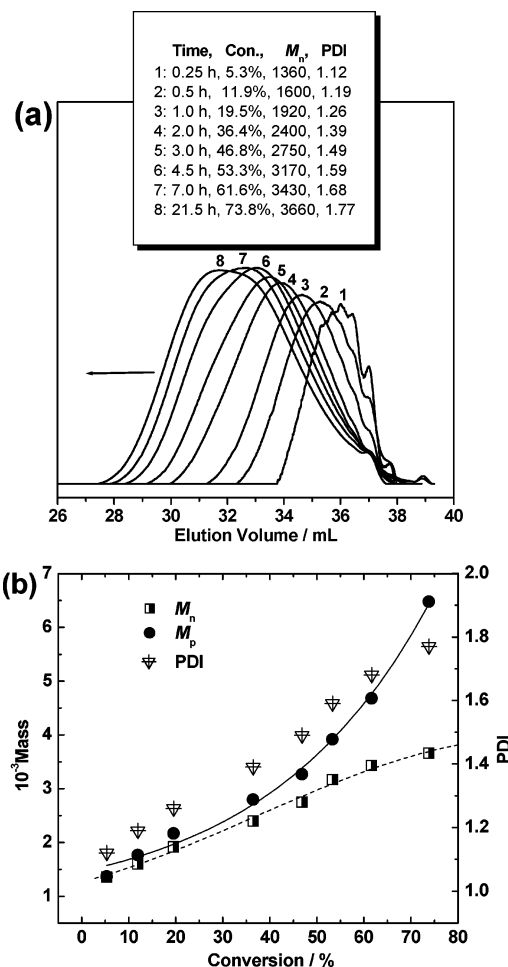 (a)
Time, Con., Mn, PDI
1: 0.25 h, 5.3%, 1360, 1.12
2: 0.5 h, 11.9%, 1600, 1.19
3: 1.0 h, 19.5%, 1920, 1.26
4: 2.0 h, 36.4%, 2400, 1.39
5: 3.0 h, 46.8%, 2750, 1.49
6: 4.5 h, 53.3%, 3170, 1.59
7: 7.0 h, 61.6%, 3430, 1.68
8: 21.5 h, 73.8%, 3660, 1.77
8 7 6 5 4 3 2 1
26 28 30 32 34 36 38 40
Elution Volume / mL
(b)
Mn
Mp
PDI
7
6
5
4
3
2
1
10-3Mass
2.0
1.8
1.6
1.4
1.2
1.0
PDI
0 10 20 30 40 50 60 70 80
Conversion / %